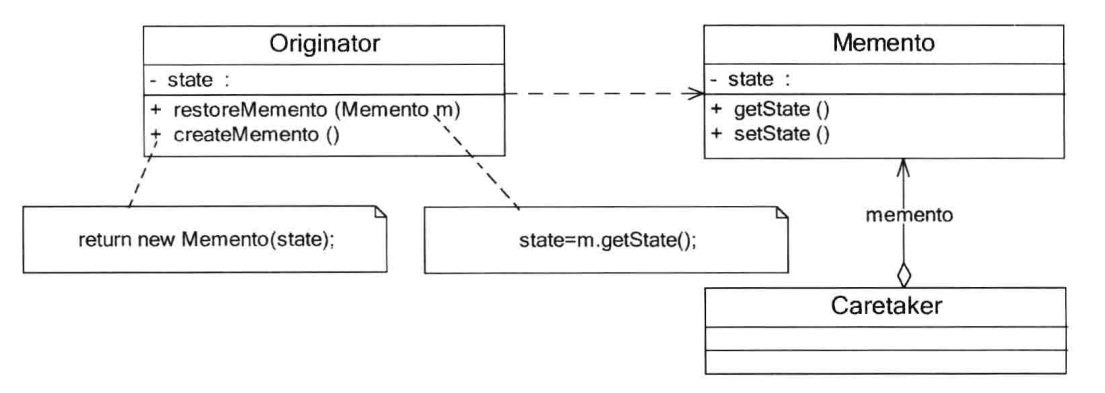 Originator
- state :
+ restoreMemento (Memento m)
+ createMemento ()
Memento
- state :
+ getState ()
+ setState ()
return new Memento(state);
state=m.getState();
memento
Caretaker